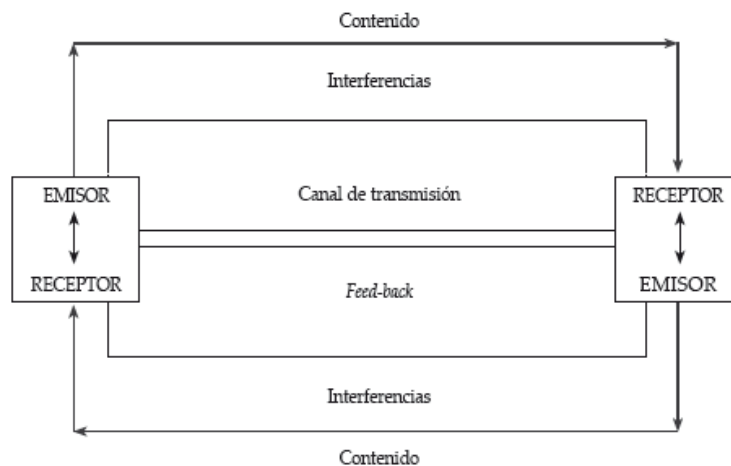 Contenido
Interferencias
EMISOR
Canal de transmisión
RECEPTOR
RECEPTOR
Feed-back
EMISOR
Interferencias
Contenido